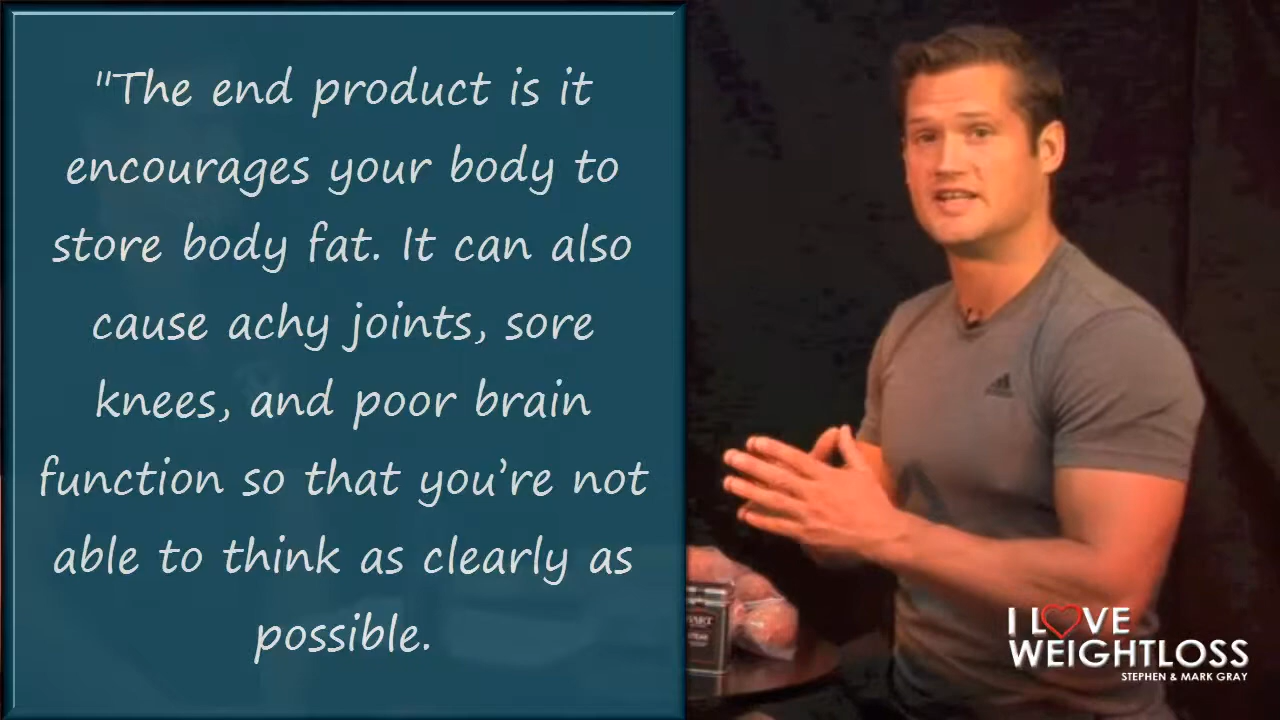 "The end product is it
encourages your body to
store body fat. It can also
cause achy joints, sore
knees, and poor brain
function so that you're not
able to think as clearly as
possible.
I LOVE
WEIGHTLOSS
STEPHEN & MARK GRAY